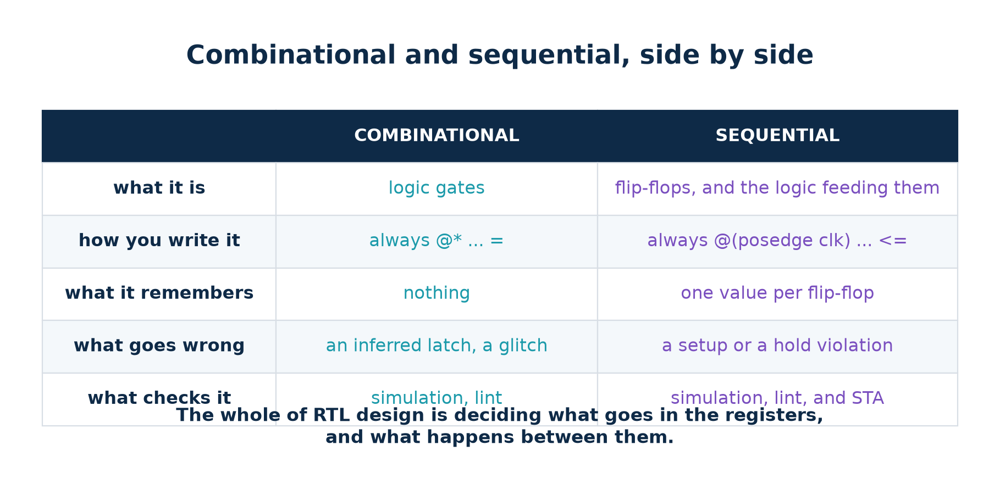 Combinational and sequential, side by side
COMBINATIONAL SEQUENTIAL
what it is logic gates flip-flops, and the logic feeding them
how you write it always @* ... = always @(posedge clk) ... <=
what it remembers nothing one value per flip-flop
what goes wrong an inferred latch, a glitch a setup or a hold violation
what checks it simulation, lint simulation, lint, and STA
The whole of RTL design is deciding what goes in the registers,
and what happens between them.